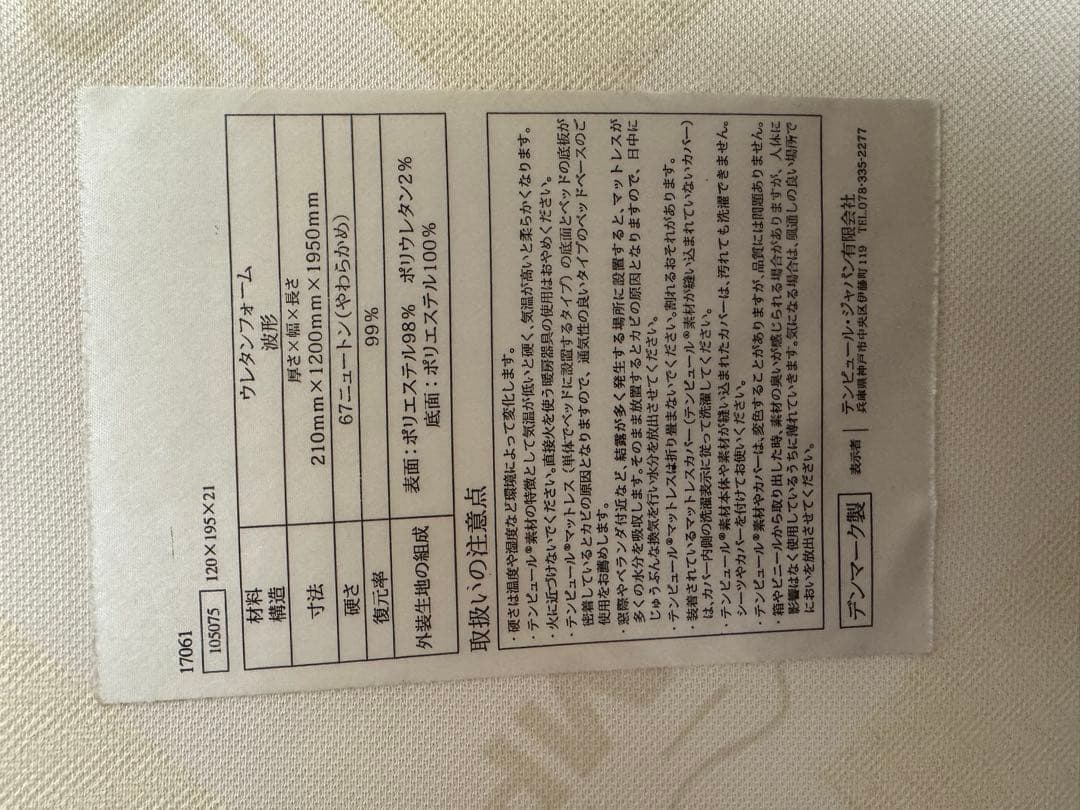 17061
105075 120×195×21
材料 ウレタンフォーム
構造 波形
寸法 厚さ×幅×長さ
210mm×1200mm×1950mm
硬さ 67ニュートン(やわらかめ)
復元率 99%
外装生地の組成 表面:ポリエステル98% ポリウレタン2%
底面:ポリエステル100%
取扱いの注意点
・硬さは温度や湿度など環境によって変化します。
・テンピュール®素材の特徴として気温が低いと硬く、気温が高いと柔らかくなります。
・火に近づけないでください。直接火を使う暖房器具の使用はおやめください。
・テンピュール®マットレス(単体でベッドに設置するタイプ)の底面とベッドの底板が
密着しているとカビの原因となりますので、通気性の良いタイプのベッドベースのご
使用をお薦めします。
・窓際やベランダ付近など、結露が多く発生する場所に設置すると、マットレスが
多くの水分を吸収します。そのまま放置するとカビの原因となりますので、日中に
じゅうぶんな換気を行い水分を放出させてください。
・テンピュール®マットレスは折り畳まないでください。割れるおそれがあります。
・装着されているマットレスカバー(テンピュール®素材が縫い込まれていないカバー)
は、カバー内側の洗濯表示に従って洗濯してください。
・テンピュール®素材本体や素材が縫い込まれたカバーは、汚れても洗濯できません。
シーツやカバーを付けてお使いください。
・テンピュール®素材やカバーは、変色することがありますが、品質には問題ありません。
・箱やビニールから取り出した時、素材の臭いが感じられる場合がありますが、人体に
影響はなく使用しているうちに薄れていきます。気になる場合は、風通しの良い場所で
においを放出させてください。
デンマーク製 表示者 テンピュール・ジャパン有限会社
兵庫県神戸市中央区伊藤町119 TEL.078-335-2277